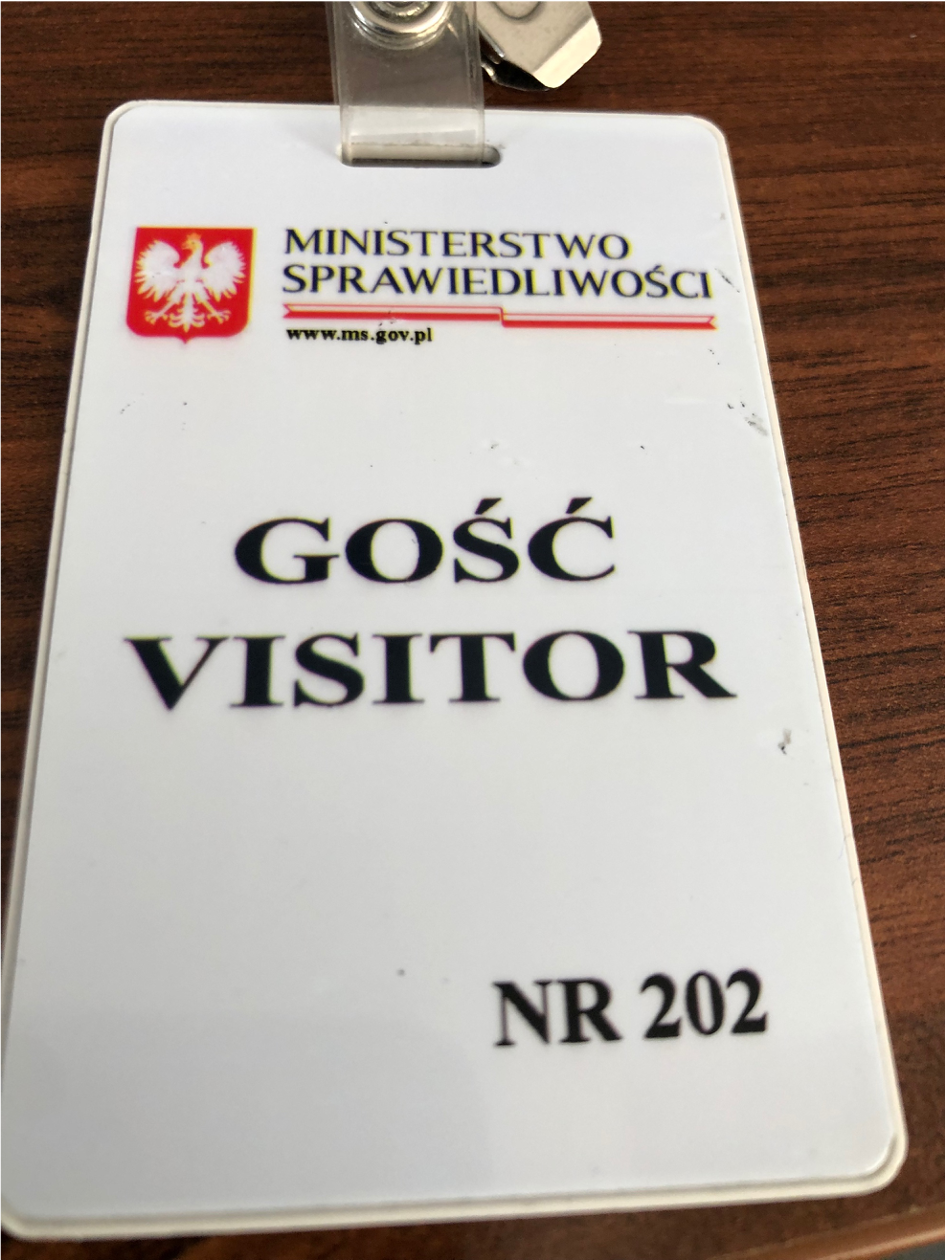 MINISTERSTWO
SPRAWIEDLIWOŚCI
www.ms.gov.pl
GOŚĆ
VISITOR
NR 202